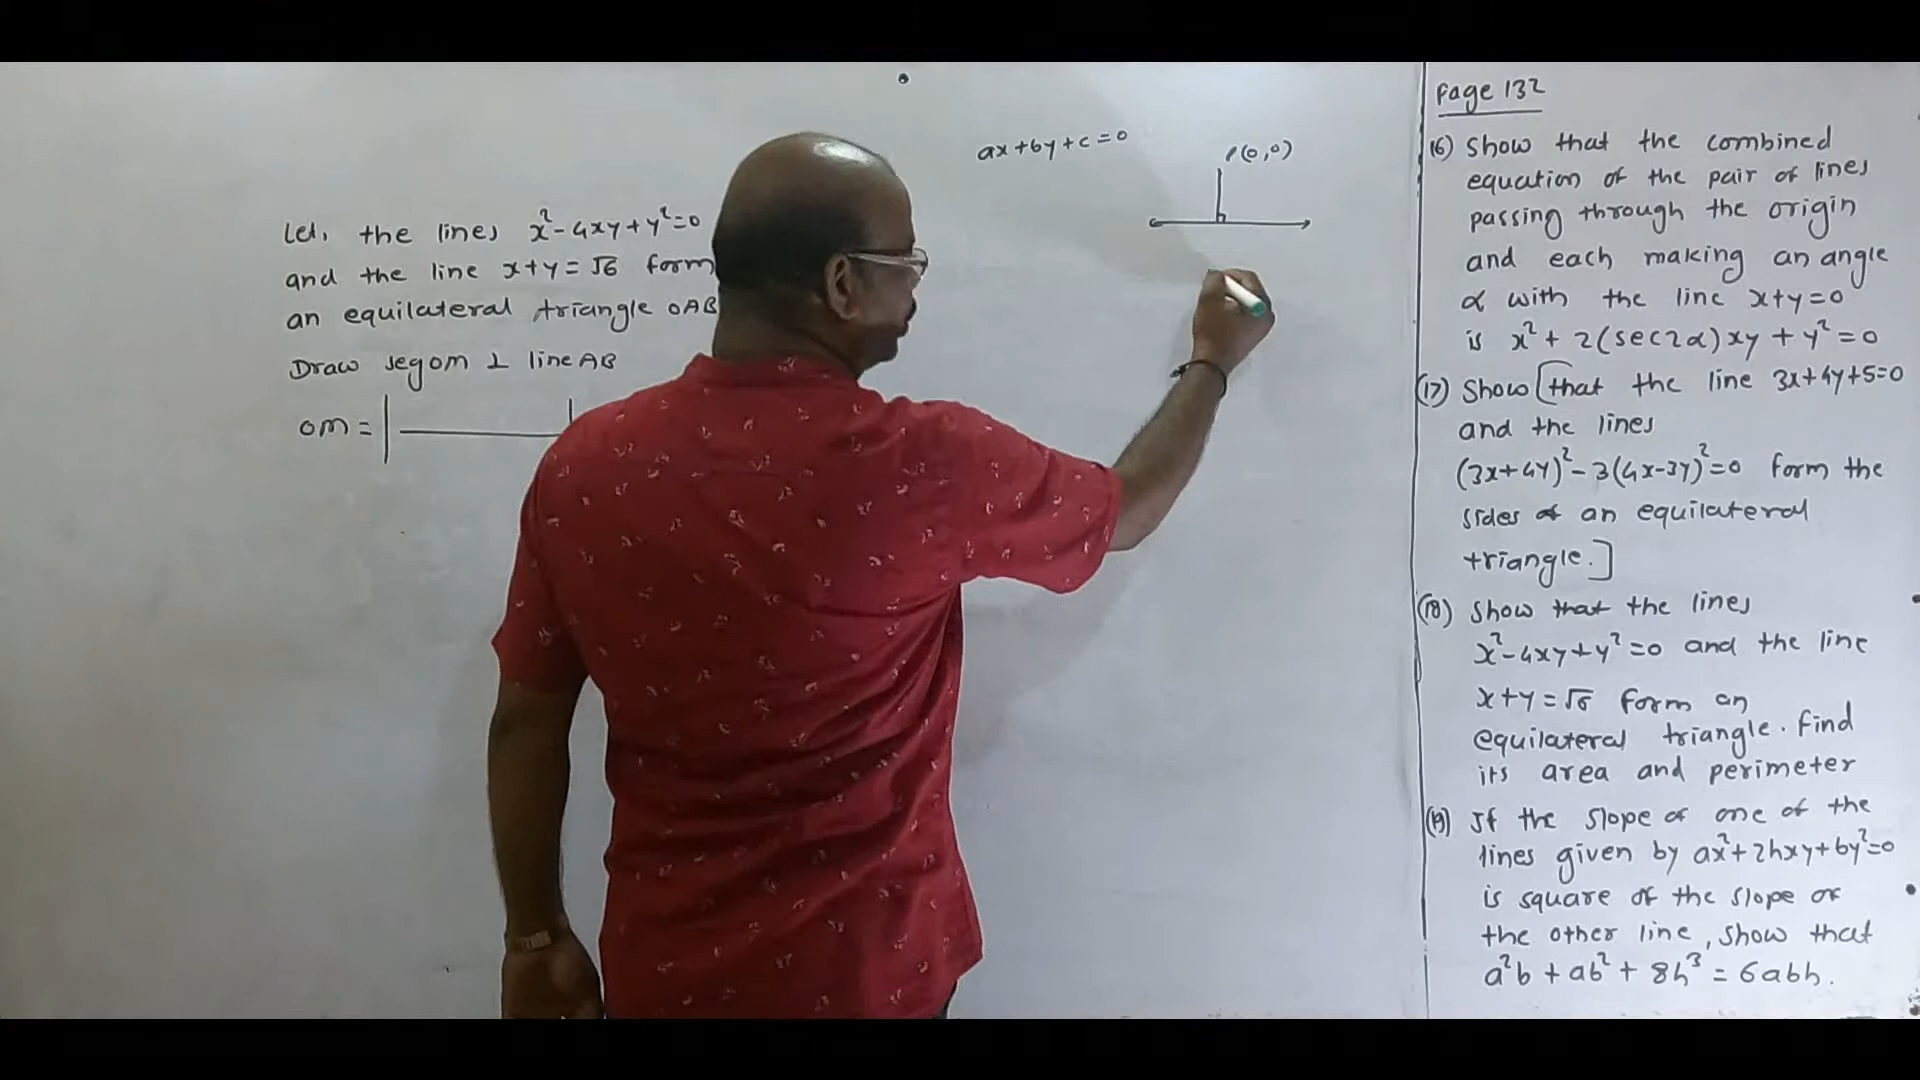 Let, the lines x²-4xy+y²=0
and the line x+y=√6 form
an equilateral triangle OAB
Draw seg om ⊥ line AB
om =
ax+by+c=0
P(0,0)
Page 132
16) Show that the combined
equation of the pair of lines
passing through the origin
and each making an angle
α with the line x+y=0
is x²+2(sec2α)xy+y²=0
(17) Show [that the line 3x+4y+5=0
and the lines
(3x+4y)²-3(4x-3y)²=0 form the
sides of an equilateral
triangle.]
(18) Show that the lines
x²-4xy+y²=0 and the line
x+y=√6 form an
equilateral triangle. Find
its area and perimeter
(19) If the slope of one of the
lines given by ax²+2hxy+by²=0
is square of the slope of
the other line, show that
a²b + ab² + 8h³ = 6abh.